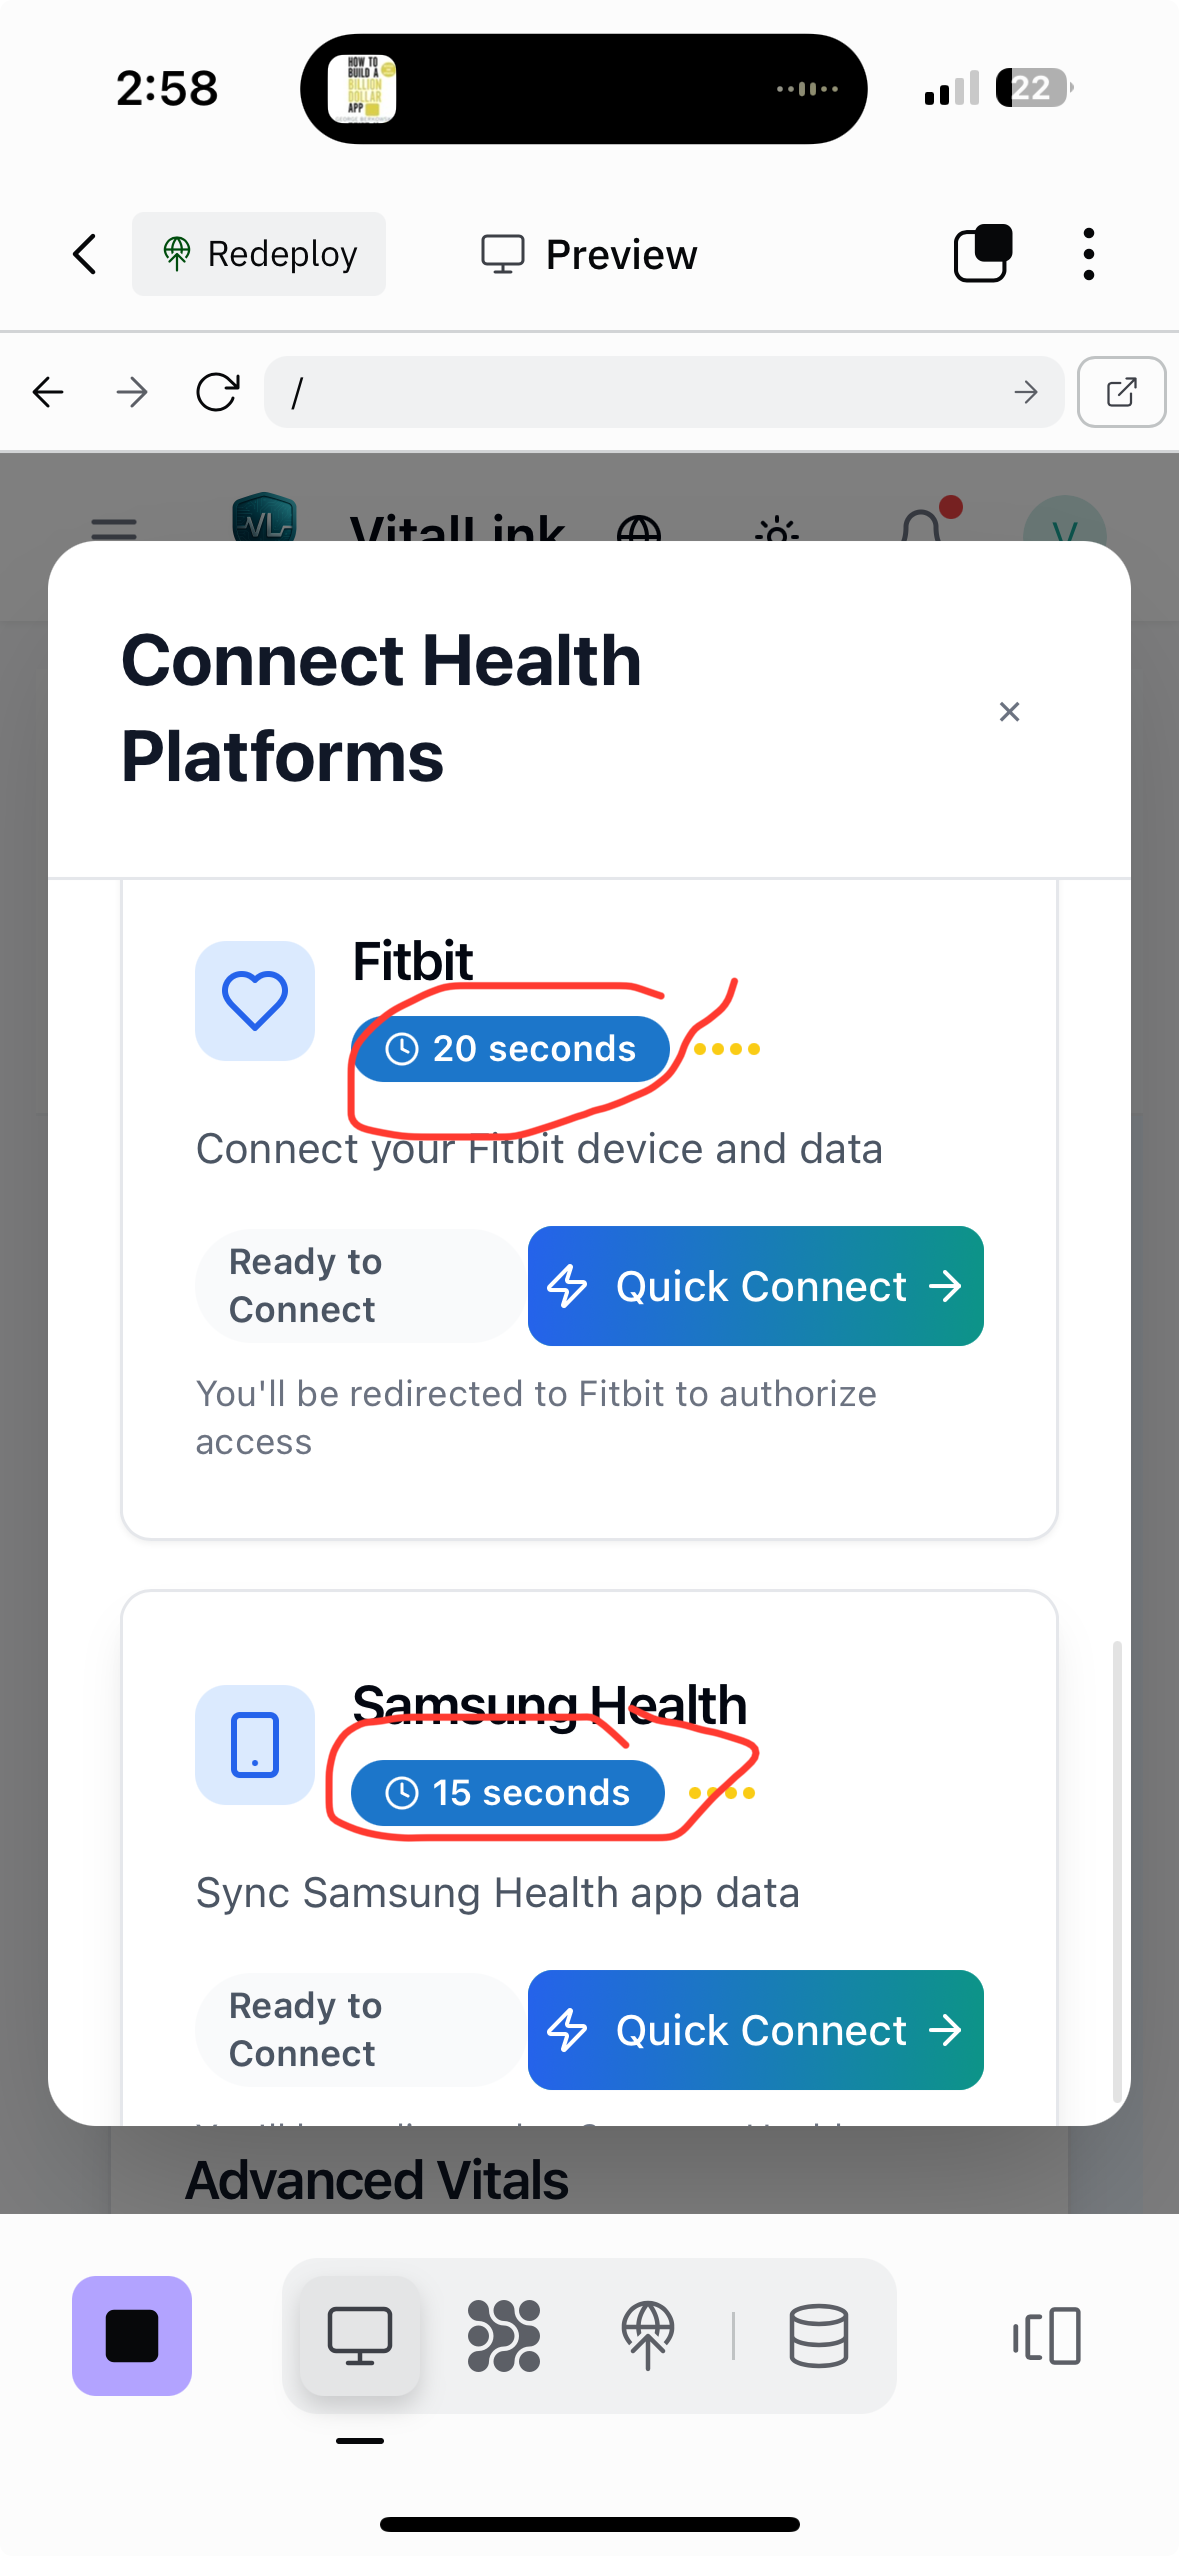 2:58
HOW TO
BUILD A
BILLION
DOLLAR
APP
22
Redeploy
Preview
/
VL
VitalLink
V
Connect Health
Platforms
×
Fitbit
20 seconds
Connect your Fitbit device and data
Ready to
Connect
Quick Connect →
You'll be redirected to Fitbit to authorize
access
Samsung Health
15 seconds
Sync Samsung Health app data
Ready to
Connect
Quick Connect →
Advanced Vitals